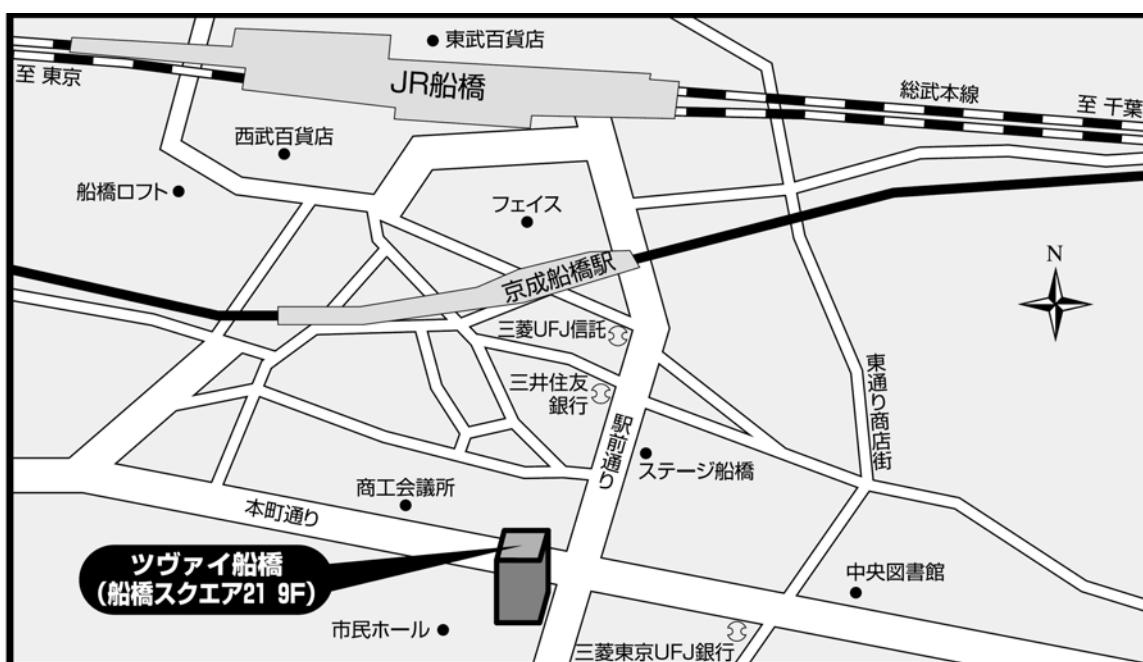 東武百貨店
JR船橋
至 東京
総武本線
至 千葉
西武百貨店
船橋ロフト
フェイス
京成船橋駅
N
三菱UFJ信託
三井住友
銀行
東通り商店街
駅前通り
ステージ船橋
商工会議所
本町通り
ツヴァイ船橋
(船橋スクエア21 9F)
中央図書館
市民ホール
三菱東京UFJ銀行